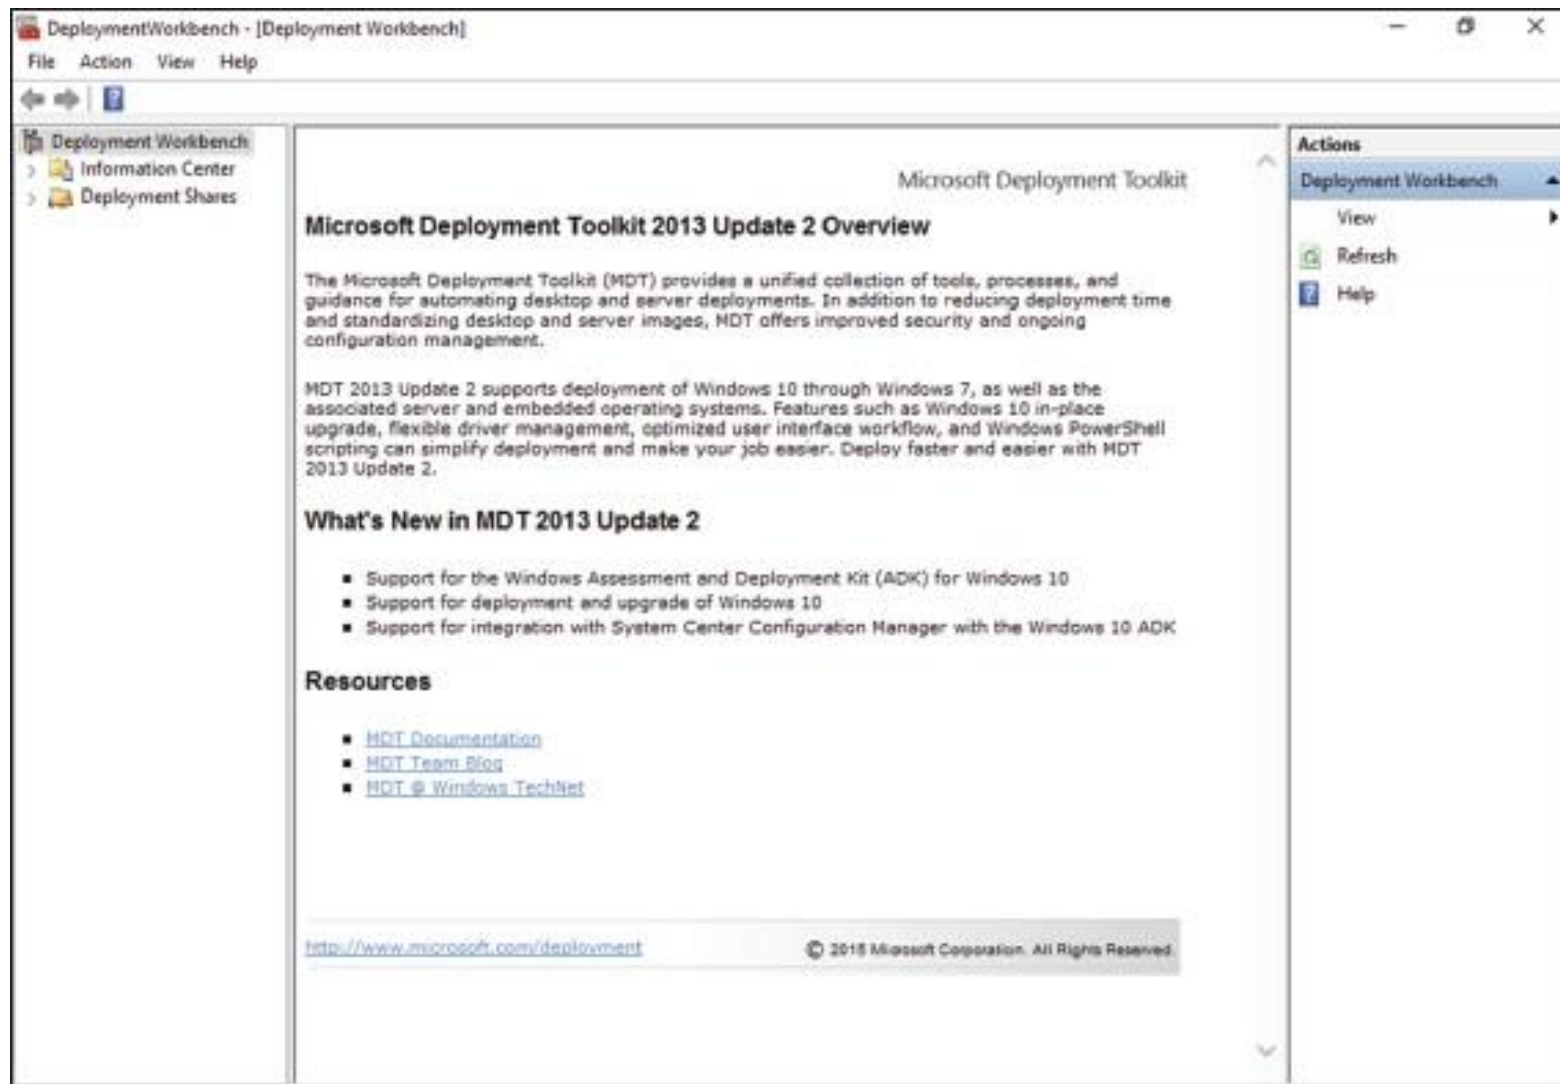 DeploymentWorkbench - [Deployment Workbench]
File Action View Help
Deployment Workbench
Information Center
Deployment Shares
Microsoft Deployment Toolkit
Microsoft Deployment Toolkit 2013 Update 2 Overview
The Microsoft Deployment Toolkit (MDT) provides a unified collection of tools, processes, and
guidance for automating desktop and server deployments. In addition to reducing deployment time
and standardizing desktop and server images, MDT offers improved security and ongoing
configuration management.
MDT 2013 Update 2 supports deployment of Windows 10 through Windows 7, as well as the
associated server and embedded operating systems. Features such as Windows 10 in-place
upgrade, flexible driver management, optimized user interface workflow, and Windows PowerShell
scripting can simplify deployment and make your job easier. Deploy faster and easier with MDT
2013 Update 2.
What's New in MDT 2013 Update 2
Support for the Windows Assessment and Deployment Kit (ADK) for Windows 10
Support for deployment and upgrade of Windows 10
Support for integration with System Center Configuration Manager with the Windows 10 ADK
Resources
MDT Documentation
MDT Team Blog
MDT @ Windows TechNet
http://www.microsoft.com/deployment
© Microsoft Corporation. All Rights Reserved.
Actions
Deployment Workbench
View
Refresh
Help